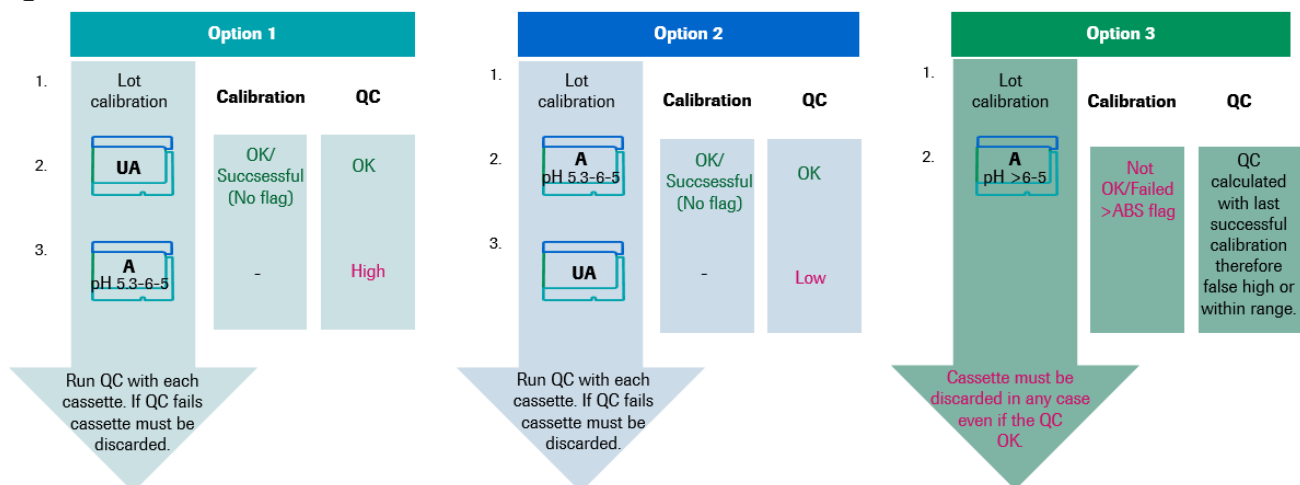 Option 1
1.
Lot
calibration
Calibration
QC
2.
UA
OK/
Succsessful
(No flag)
OK
3.
A
pH 5.3-6-5
-
High
Run QC with each
cassette. If QC fails
cassette must be
discarded.
Option 2
1.
Lot
calibration
Calibration
QC
2.
A
pH 5.3-6-5
OK/
Succsessful
(No flag)
OK
3.
UA
-
Low
Run QC with each
cassette. If QC fails
cassette must be
discarded.
Option 3
1.
Lot
calibration
Calibration
QC
2.
A
pH >6-5
Not
OK/Failed
>ABS flag
QC
calculated
with last
successful
calibration
therefore
false high or
within range.
Cassette must be
discarded in any case
even if the QC
OK.